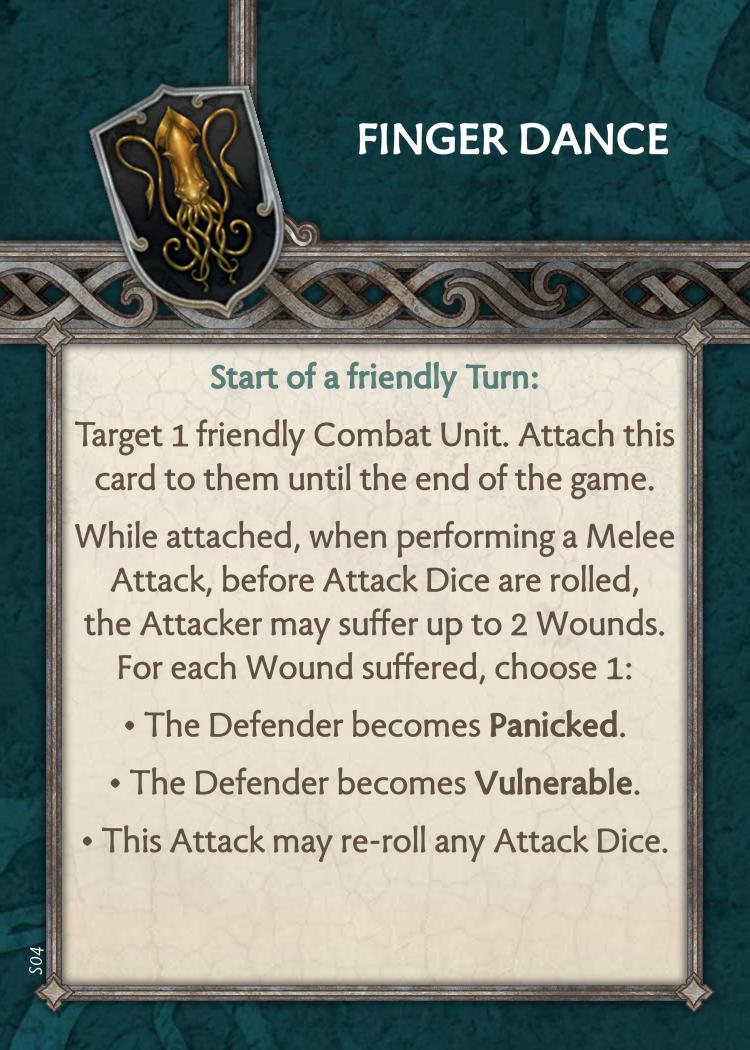 FINGER DANCE
Start of a friendly Turn:
Target 1 friendly Combat Unit. Attach this
card to them until the end of the game.
While attached, when performing a Melee
Attack, before Attack Dice are rolled,
the Attacker may suffer up to 2 Wounds.
For each Wound suffered, choose 1:
• The Defender becomes Panicked.
• The Defender becomes Vulnerable.
• This Attack may re-roll any Attack Dice.
S04